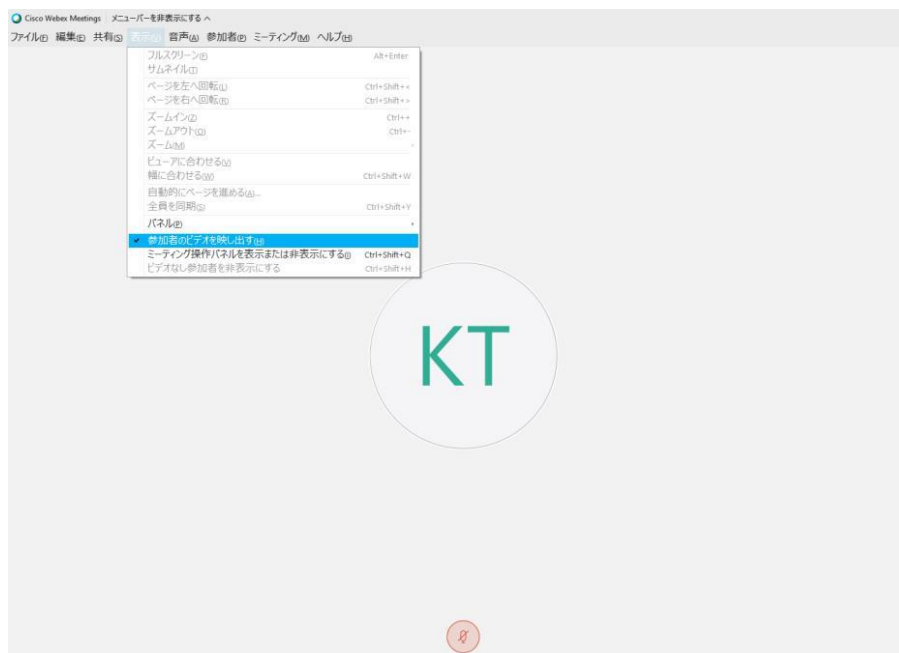 Cisco Webex Meetings メニューバーを非表示にする ヘ
ファイル(F) 編集(E) 共有(S) 表示(V) 音声(A) 参加者(P) ミーティング(M) ヘルプ(H)
フルスクリーン(F) Alt+Enter
サムネイル(T)
ページを左へ回転(L) Ctrl+Shift+<
ページを右へ回転(R) Ctrl+Shift+>
ズームイン(Z) Ctrl++
ズームアウト(O) Ctrl+-
ズーム(M)
ビューアに合わせる(V)
幅に合わせる(W) Ctrl+Shift+W
自動的にページを進める(A)...
全員を同期(S) Ctrl+Shift+Y
パネル(P)
参加者のビデオを映し出す(H)
ミーティング操作パネルを表示または非表示にする(I) Ctrl+Shift+Q
ビデオなし参加者を非表示にする Ctrl+Shift+H
KT